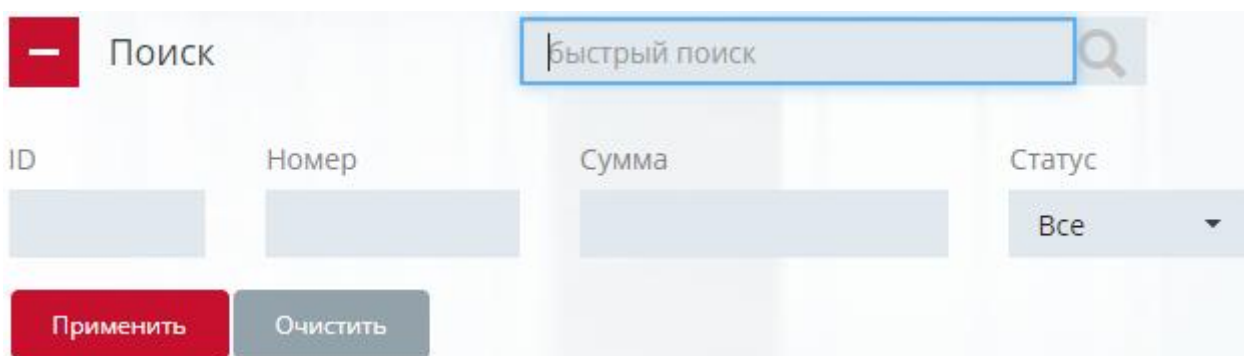 Поиск
быстрый поиск
ID Номер Сумма Статус
Все
Применить Очистить